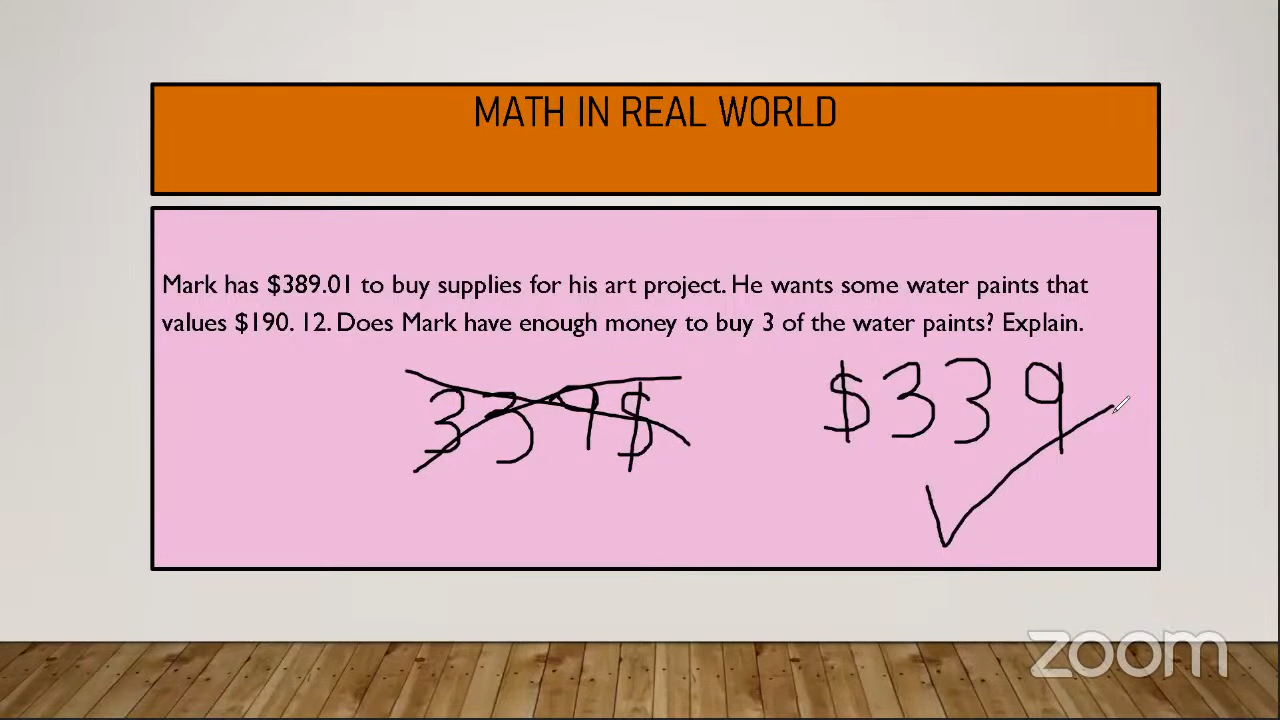 MATH IN REAL WORLD
Mark has $389.01 to buy supplies for his art project. He wants some water paints that
values $190. 12. Does Mark have enough money to buy 3 of the water paints? Explain.
339$
$339
zoom